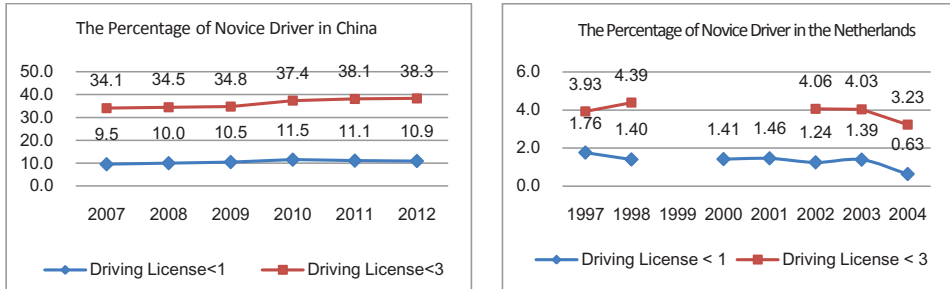 The Percentage of Novice Driver in China
50.0
40.0
30.0
20.0
10.0
0.0
34.1 34.5 34.8 37.4 38.1 38.3
9.5 10.0 10.5 11.5 11.1 10.9
2007 2008 2009 2010 2011 2012
Driving License<1 Driving License<3
The Percentage of Novice Driver in the Netherlands
6.0
4.0
2.0
0.0
3.93 4.39 4.06 4.03 3.23
1.76 1.40 1.41 1.46 1.24 1.39 0.63
1997 1998 1999 2000 2001 2002 2003 2004
Driving License < 1 Driving License < 3